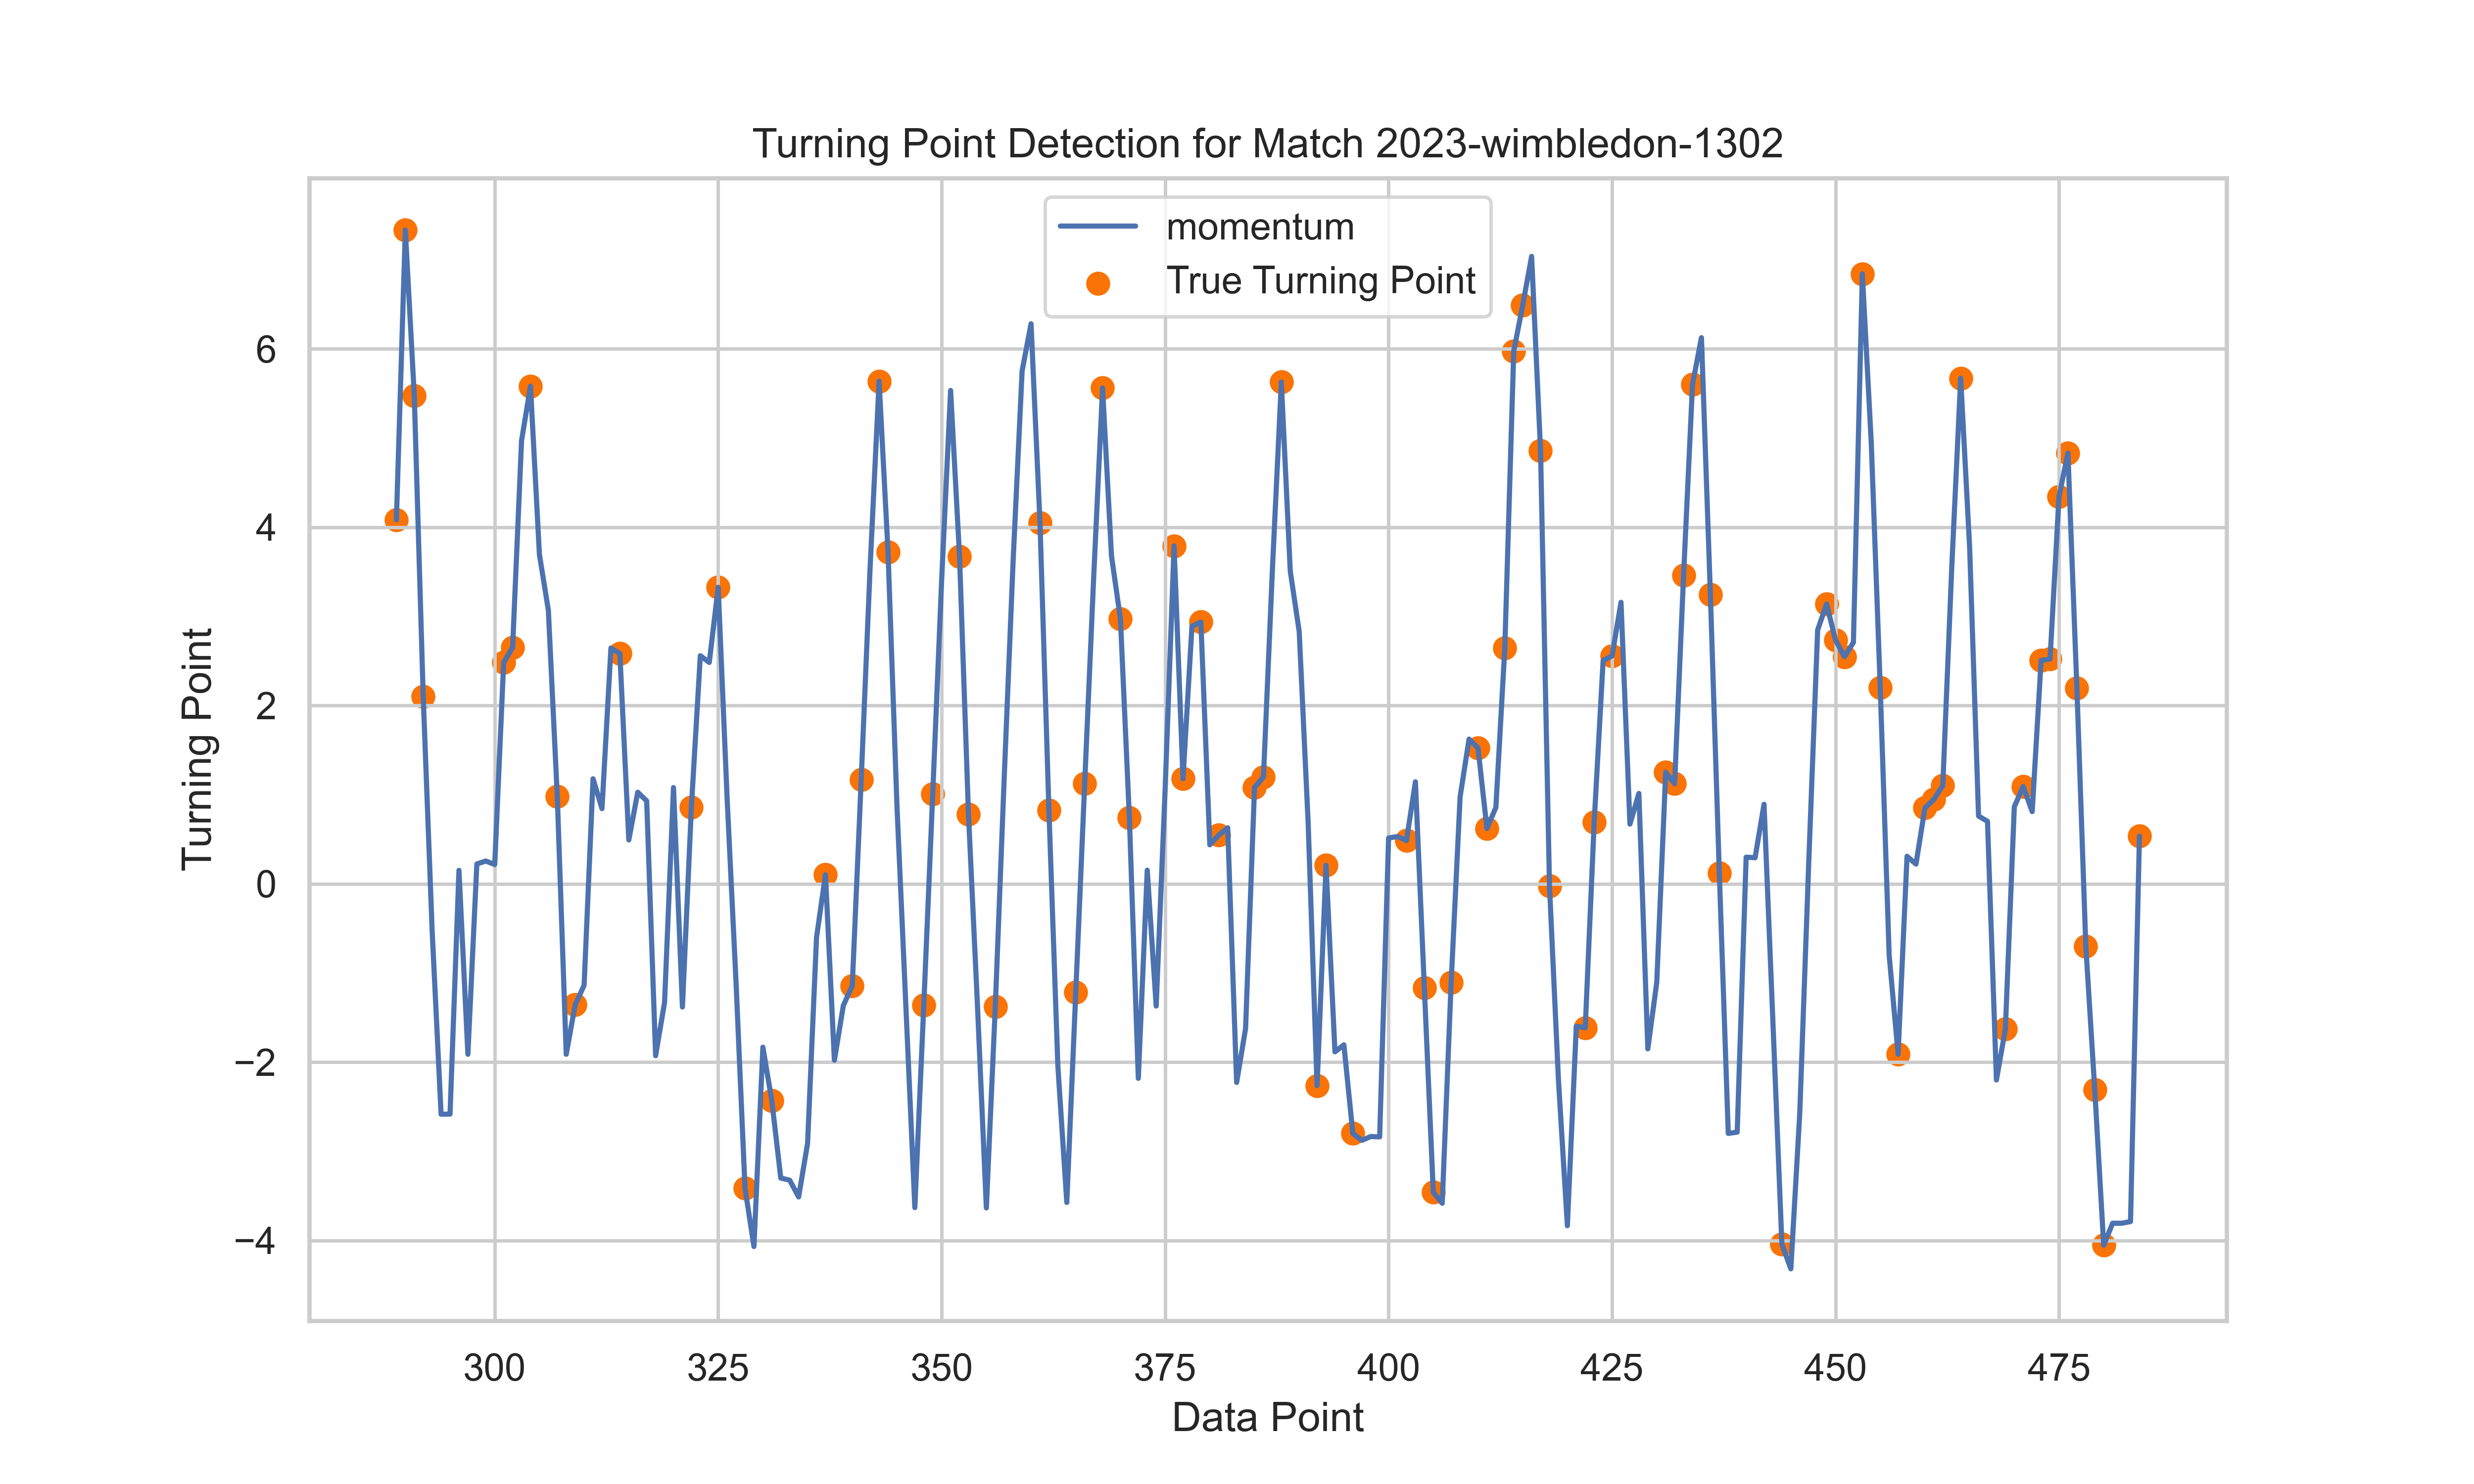 Turning Point Detection for Match 2023-wimbledon-1302
momentum
True Turning Point
Turning Point
6
4
2
0
−2
−4
300 325 350 375 400 425 450 475
Data Point